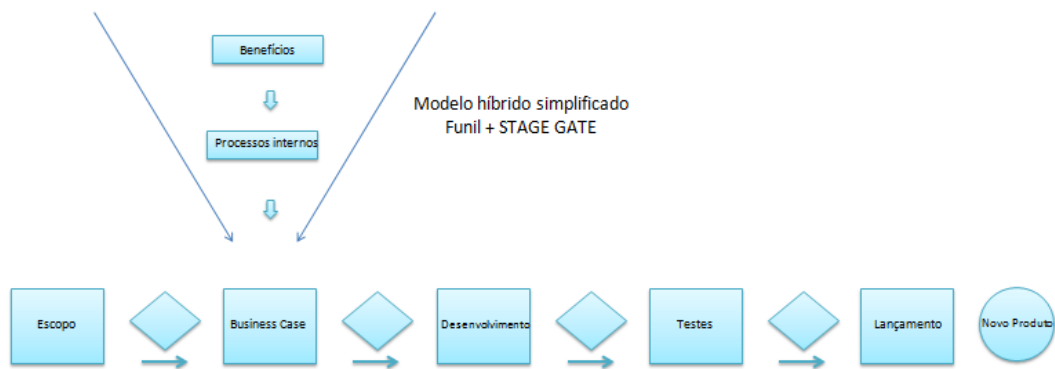 Benefícios
Modelo híbrido simplificado
Funil + STAGE GATE
Processos internos
Escopo
Business Case
Desenvolvimento
Testes
Lançamento
Novo Produto